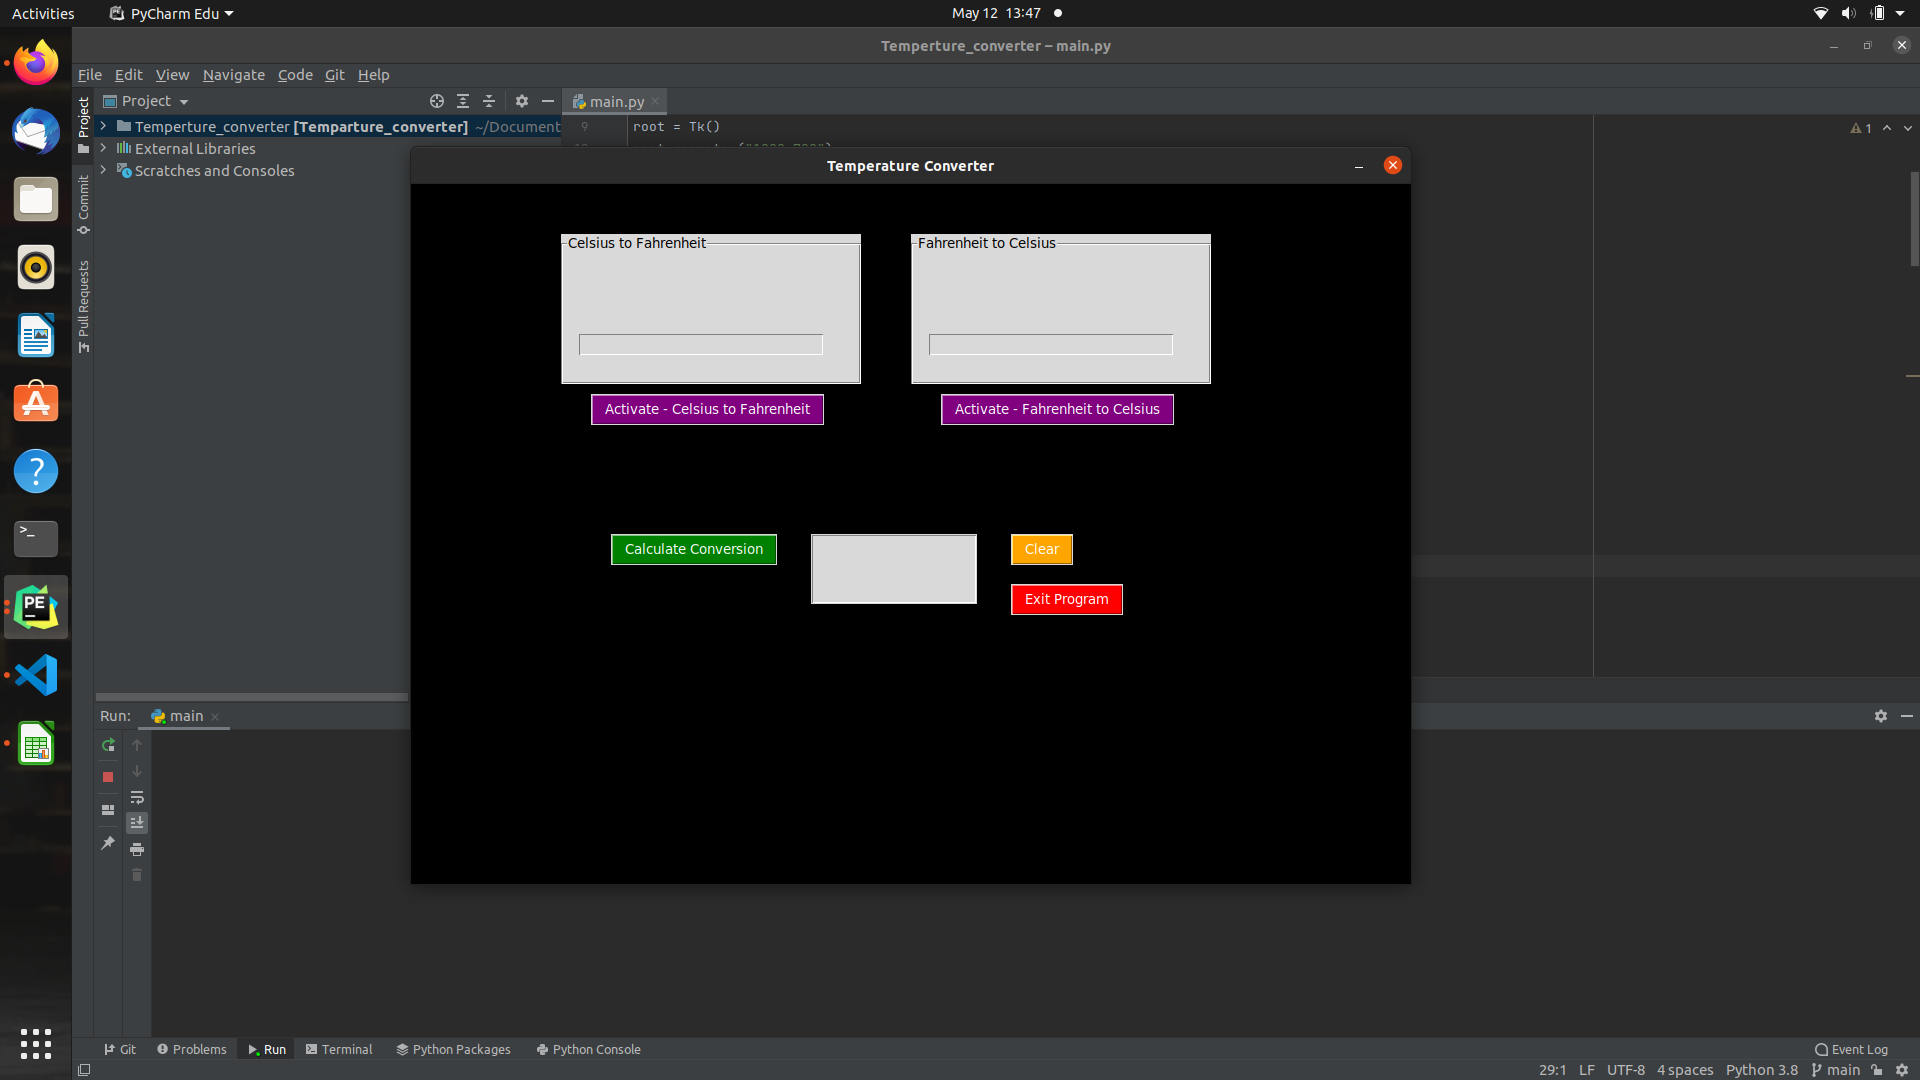 Activities
PyCharm Edu
May 12 13:47
Temperture_converter – main.py
File Edit View Navigate Code Git Help
Project
main.py
Temperture_converter [Temparture_converter] ~/Document
External Libraries
Scratches and Consoles
Project
Commit
Pull Requests
9
root = Tk()
1
Temperature Converter
Celsius to Fahrenheit
Fahrenheit to Celsius
Activate - Celsius to Fahrenheit
Activate - Fahrenheit to Celsius
Calculate Conversion
Clear
Exit Program
Run:
main
Git
Problems
Run
Terminal
Python Packages
Python Console
Event Log
29:1 LF UTF-8 4 spaces Python 3.8 main
PE
>_
?